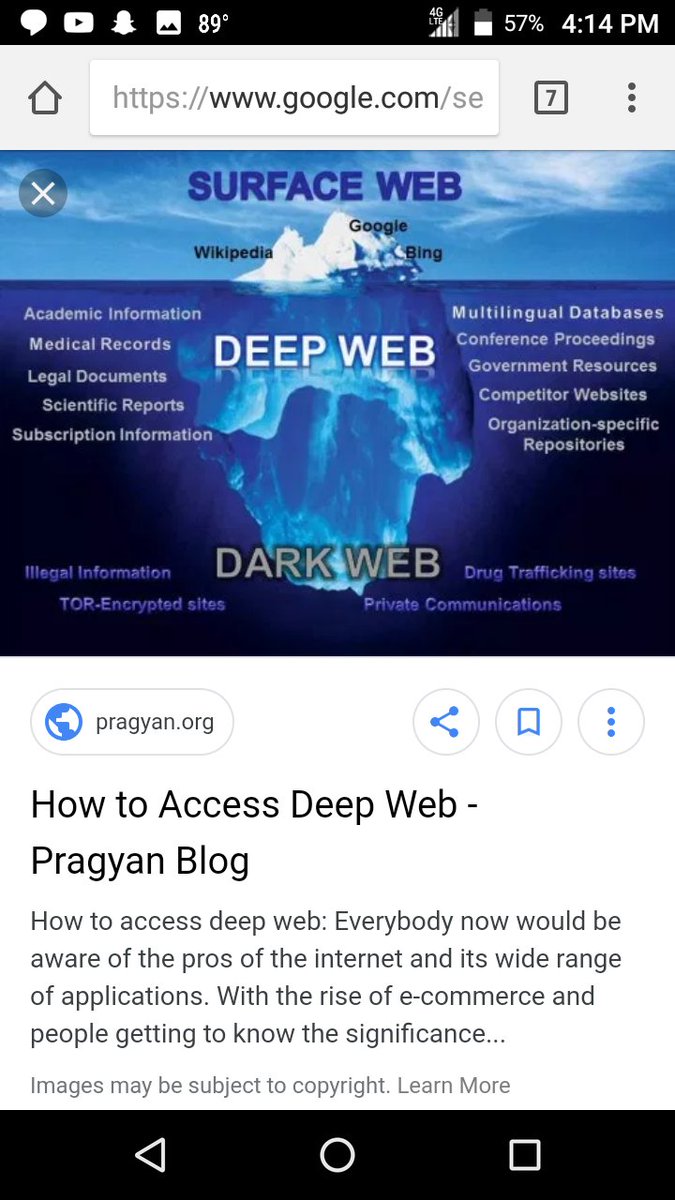 89°
4G
LTE
57%
4:14 PM
https://www.google.com/se
7
SURFACE WEB
Google
Wikipedia
Bing
Academic Information
Multilingual Databases
Medical Records
DEEP WEB
Conference Proceedings
Government Resources
Legal Documents
Competitor Websites
Scientific Reports
Organization-specific
Repositories
Subscription Information
DARK WEB
Illegal Information
Drug Trafficking sites
TOR-Encrypted sites
Private Communications
pragyan.org
How to Access Deep Web -
Pragyan Blog
How to access deep web: Everybody now would be
aware of the pros of the internet and its wide range
of applications. With the rise of e-commerce and
people getting to know the significance...
Images may be subject to copyright. Learn More